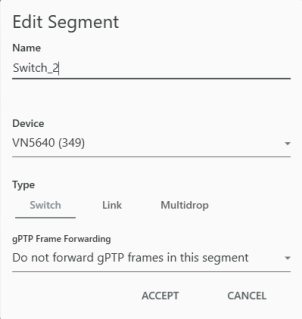 Edit Segment
Name
Switch_2
Device
VN5640 (349)
Type
Switch Link Multidrop
gPTP Frame Forwarding
Do not forward gPTP frames in this segment
ACCEPT CANCEL